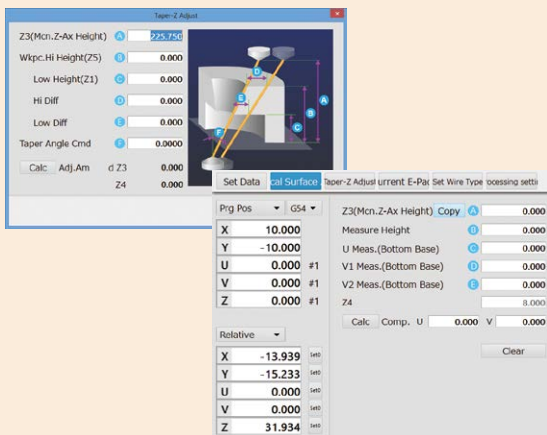 Taper-Z Adjust
Z3(Mcn.Z-Ax Height) A 225.750
Wkpc.Hi Height(Z5) B 0.000
Low Height(Z1) C 0.000
Hi Diff D 0.000
Low Diff E 0.000
Taper Angle Cmd F 0.0000
Calc Adj.Am d Z3 0.000
Z4 0.000
D
E
F
A
B
C
Set Data cal Surface Taper-Z Adjust urrent E-Pac Set Wire Type rocessing setti
Prg Pos G54
X 10.000
Y -10.000
U 0.000 #1
V 0.000 #1
Z 0.000 #1
Relative
X -13.939 Set0
Y -15.233 Set0
U 0.000 Set0
V 0.000 Set0
Z 31.934 Set0
Z3(Mcn.Z-Ax Height) Copy A 0.000
Measure Height B 0.000
U Meas.(Bottom Base) C 0.000
V1 Meas.(Bottom Base) D 0.000
V2 Meas.(Bottom Base) E 0.000
Z4 8.000
Calc Comp. U 0.000 V 0.000
Clear